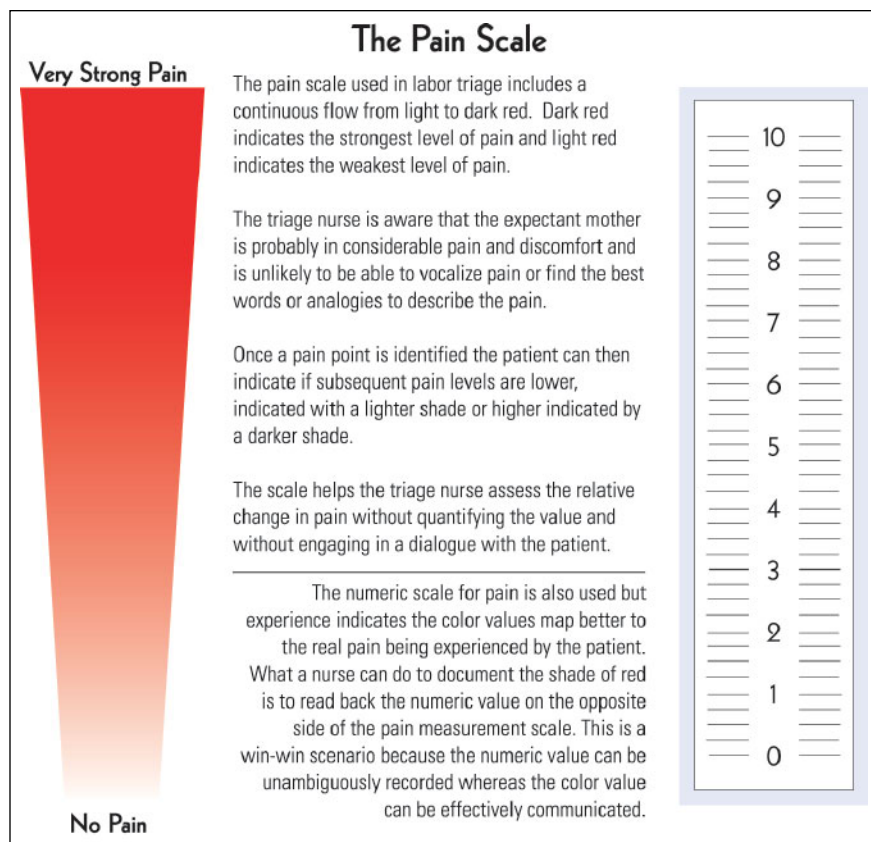 The Pain Scale
Very Strong Pain
The pain scale used in labor triage includes a
continuous flow from light to dark red.  Dark red
indicates the strongest level of pain and light red
indicates the weakest level of pain.
The triage nurse is aware that the expectant mother
is probably in considerable pain and discomfort and
is unlikely to be able to vocalize pain or find the best
words or analogies to describe the pain.
Once a pain point is identified the patient can then
indicate if subsequent pain levels are lower,
indicated with a lighter shade or higher indicated by
a darker shade.
The scale helps the triage nurse assess the relative
change in pain without quantifying the value and
without engaging in a dialogue with the patient.
The numeric scale for pain is also used but
experience indicates the color values map better to
the real pain being experienced by the patient.
What a nurse can do to document the shade of red
is to read back the numeric value on the opposite
side of the pain measurement scale. This is a
win-win scenario because the numeric value can be
unambiguously recorded whereas the color value
can be effectively communicated.
No Pain
10
9
8
7
6
5
4
3
2
1
0